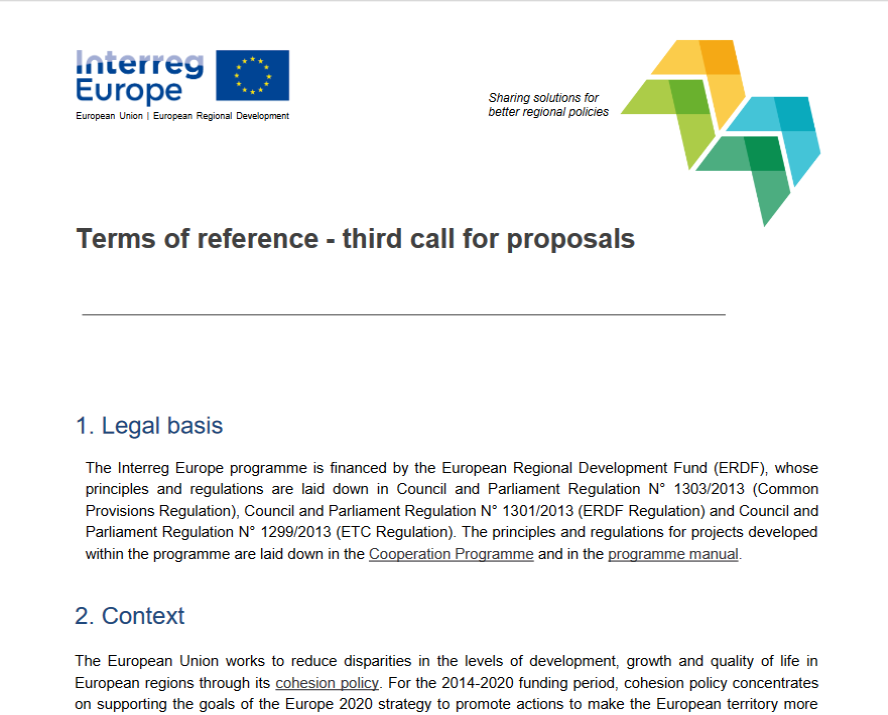 Interreg
Europe
European Union | European Regional Development
Sharing solutions for
better regional policies
Terms of reference - third call for proposals
1. Legal basis
The Interreg Europe programme is financed by the European Regional Development Fund (ERDF), whose
principles and regulations are laid down in Council and Parliament Regulation N° 1303/2013 (Common
Provisions Regulation), Council and Parliament Regulation N° 1301/2013 (ERDF Regulation) and Council and
Parliament Regulation N° 1299/2013 (ETC Regulation). The principles and regulations for projects developed
within the programme are laid down in the Cooperation Programme and in the programme manual.
2. Context
The European Union works to reduce disparities in the levels of development, growth and quality of life in
European regions through its cohesion policy. For the 2014-2020 funding period, cohesion policy concentrates
on supporting the goals of the Europe 2020 strategy to promote actions to make the European territory more